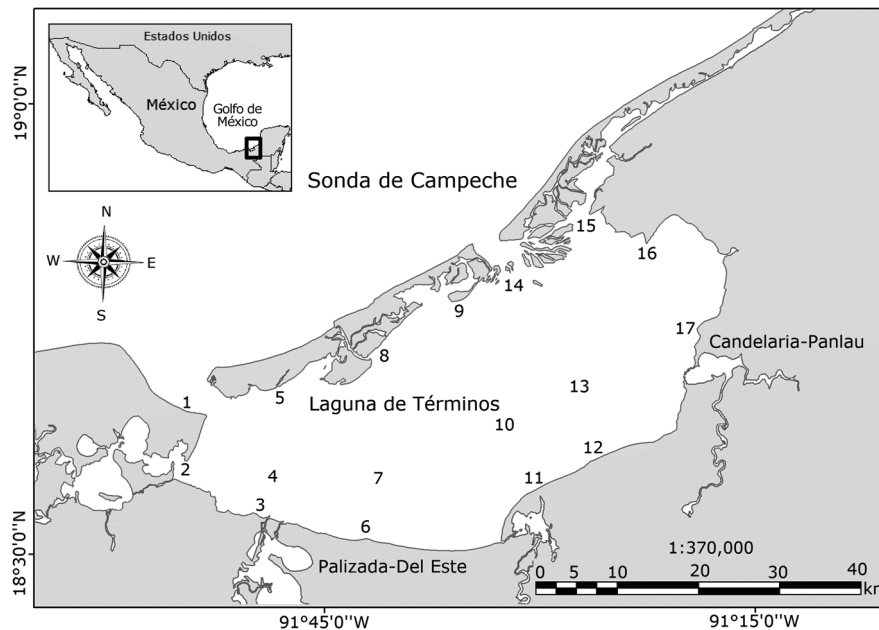 Estados Unidos
México
Golfo de
México
19°0'0''N
Sonda de Campeche
N
W
E
S
15
16
14
9
17
Candelaria-Panlau
8
13
1
5
Laguna de Términos
10
12
2
4
7
11
3
6
18°30'0''N
1:370,000
Palizada-Del Este
0 5 10 20 30 40
km
91°45'0''W
91°15'0''W